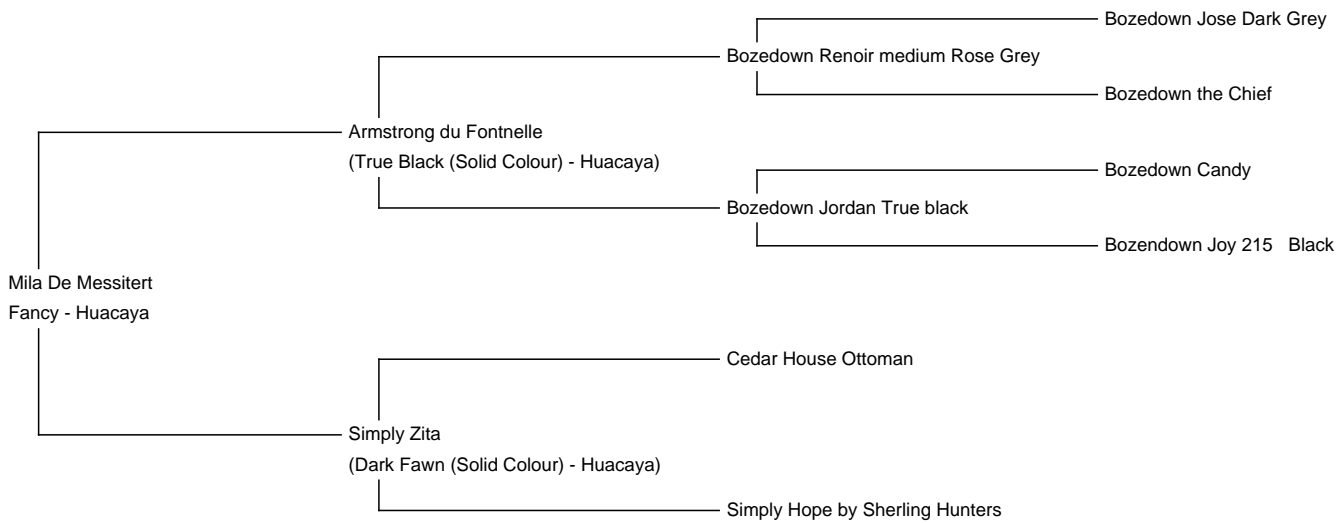 Bozedown Jose Dark Grey
Bozedown Renoir medium Rose Grey
Bozedown the Chief
Armstrong du Fontnelle
(True Black (Solid Colour) - Huacaya)
Bozedown Candy
Bozedown Jordan True black
Bozendown Joy 215 Black
Mila De Messitert
Fancy - Huacaya
Cedar House Ottoman
Simply Zita
(Dark Fawn (Solid Colour) - Huacaya)
Simply Hope by Sherling Hunters